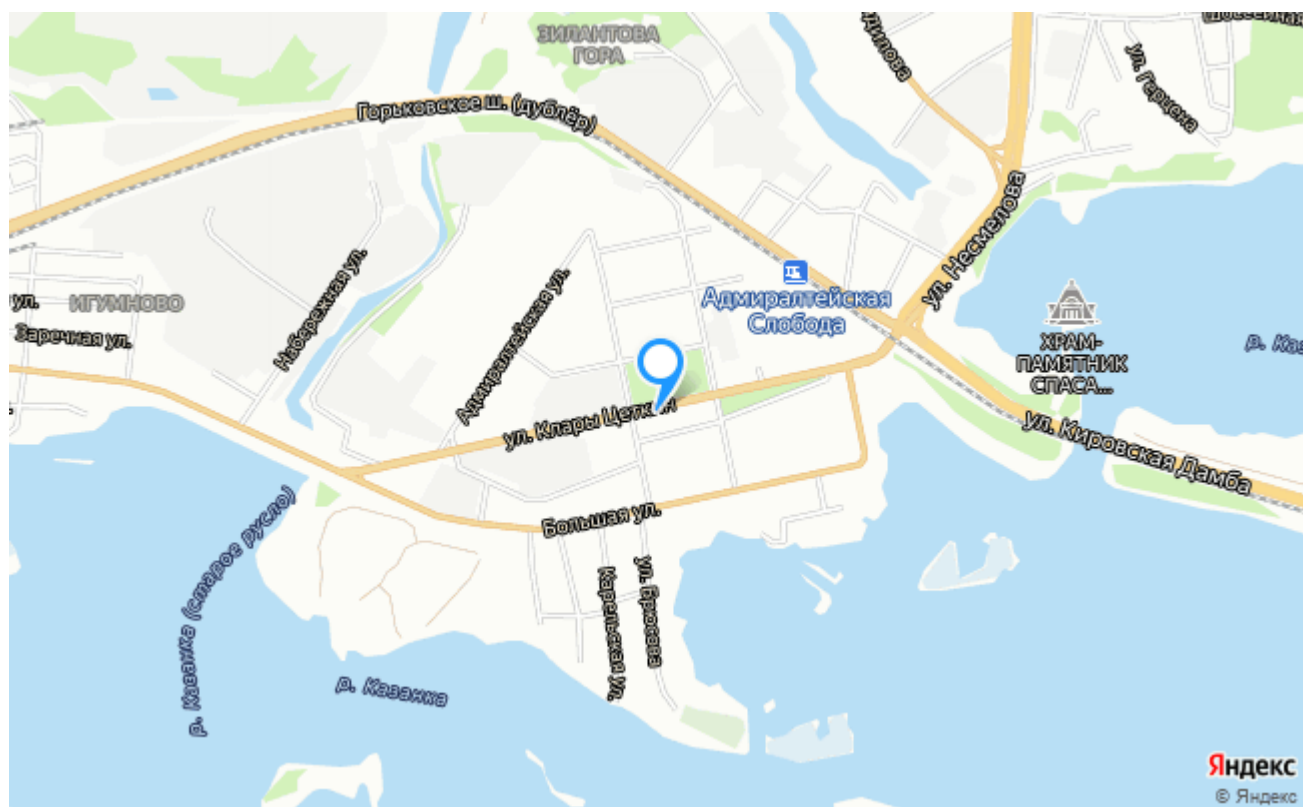 ЗИЛАНТОВА
ГОРА
ул. Герцена
Горьковское ш. (дублёр)
ул. Несмелова
Адмиралтейская
Слобода
ИГУМНОВО
ул.
Заречная ул.
Набережная ул.
Адмиралтейская ул.
ХРАМ-
ПАМЯТНИК
СПАСА...
ул. Клары Цеткин
ул. Кировская Дамба
Большая ул.
р. Казанка (старое русло)
Карельская ул.
ул. Брюсова
р. Казанка
Яндекс
© Яндекс